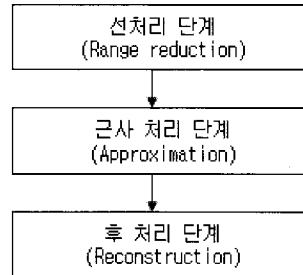 선처리 단계
(Range reduction)
근사 처리 단계
(Approximation)
후 처리 단계
(Reconstruction)